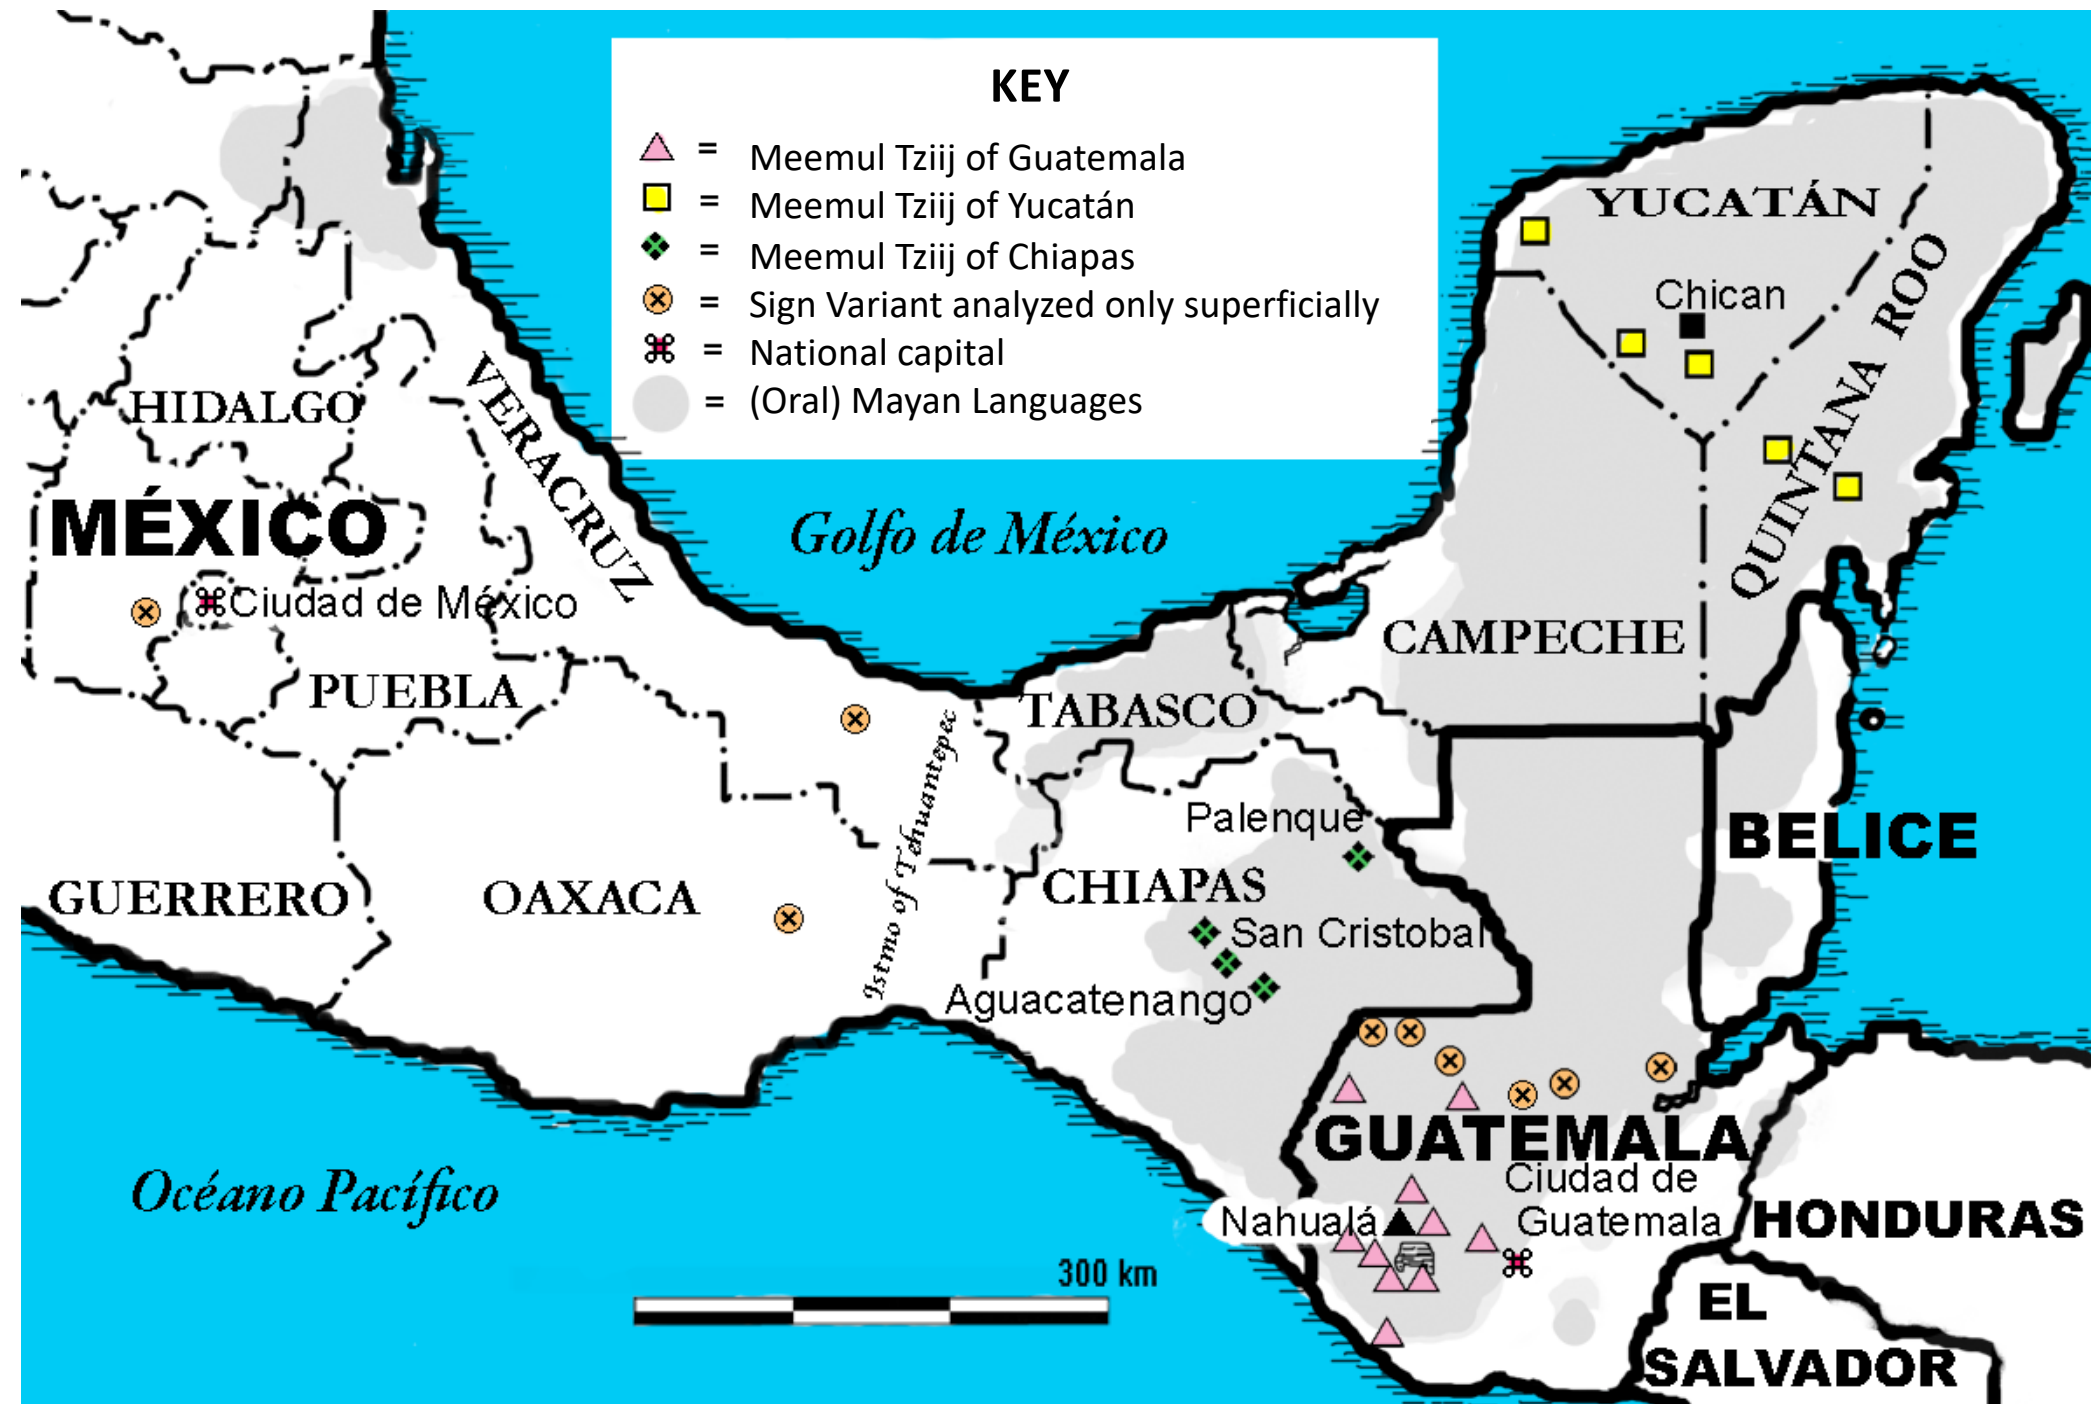 KEY
= Meemul Tziij of Guatemala
= Meemul Tziij of Yucatán
= Meemul Tziij of Chiapas
= Sign Variant analyzed only superficially
= National capital
= (Oral) Mayan Languages
YUCATÁN
Chican
QUINTANA ROO
HIDALGO
VERACRUZ
MÉXICO
Golfo de México
Ciudad de México
CAMPECHE
PUEBLA
TABASCO
Istmo of Tehuantepec
Palenque
BELICE
GUERRERO
OAXACA
CHIAPAS
San Cristobal
Aguacatenango
GUATEMALA
Océano Pacífico
Ciudad de
Guatemala
Nahualá
HONDURAS
300 km
EL
SALVADOR